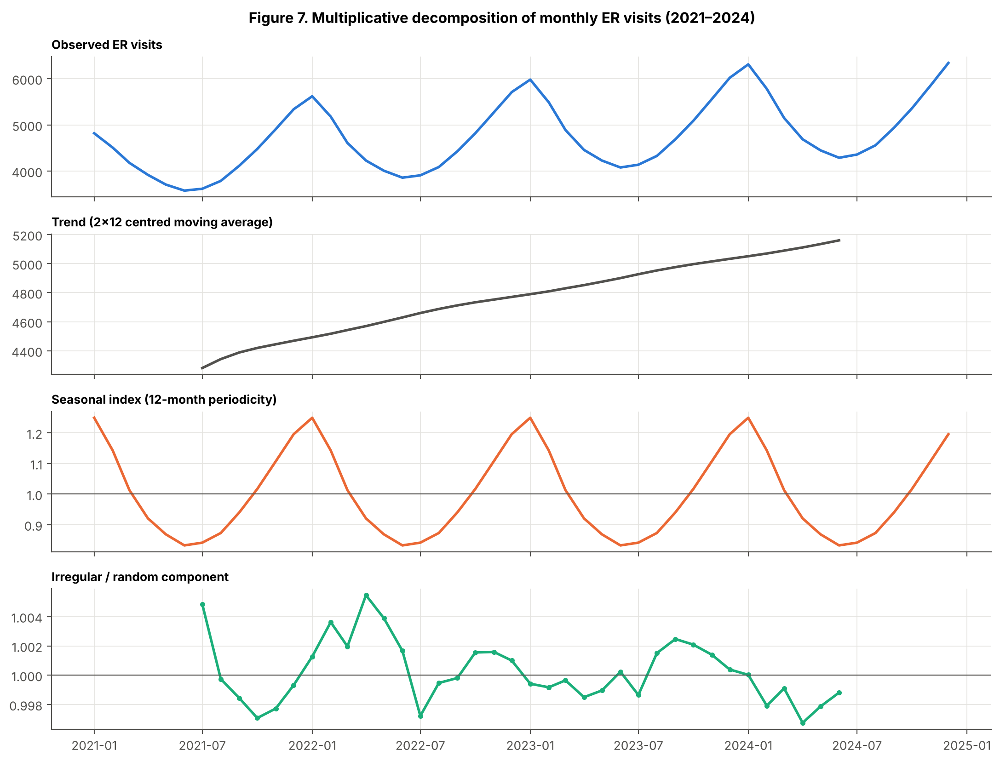 Figure 7. Multiplicative decomposition of monthly ER visits (2021–2024)
Observed ER visits
6000
5000
4000
Trend (2×12 centred moving average)
5200
5000
4800
4600
4400
Seasonal index (12-month periodicity)
1.2
1.1
1.0
0.9
Irregular / random component
1.004
1.002
1.000
0.998
2021-01 2021-07 2022-01 2022-07 2023-01 2023-07 2024-01 2024-07 2025-01